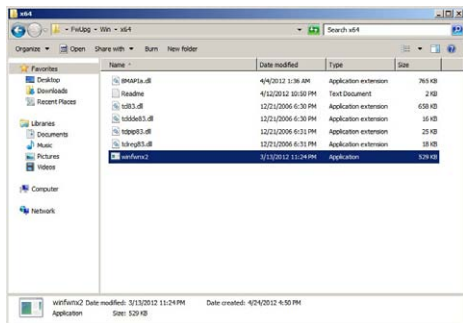 x64
FwUpg
Win
x64
Search x64
Organize
Open
Share with
Burn
New folder
Name
Date modified
Type
Size
Favorites
Desktop
Downloads
Recent Places
Libraries
Documents
Music
Pictures
Videos
Computer
Network
BMAPIa.dll 4/4/2012 1:36 AM Application extension 765 KB
Readme 4/12/2012 10:50 PM Text Document 2 KB
tcl83.dll 12/21/2006 6:30 PM Application extension 658 KB
tcldde83.dll 12/21/2006 6:30 PM Application extension 16 KB
tclpip83.dll 12/21/2006 6:31 PM Application extension 25 KB
tclreg83.dll 12/21/2006 6:31 PM Application extension 18 KB
winfwnx2 3/13/2012 11:24 PM Application 529 KB
winfwnx2 Date modified: 3/13/2012 11:24 PM Date created: 4/24/2012 4:50 PM
Application Size: 529 KB